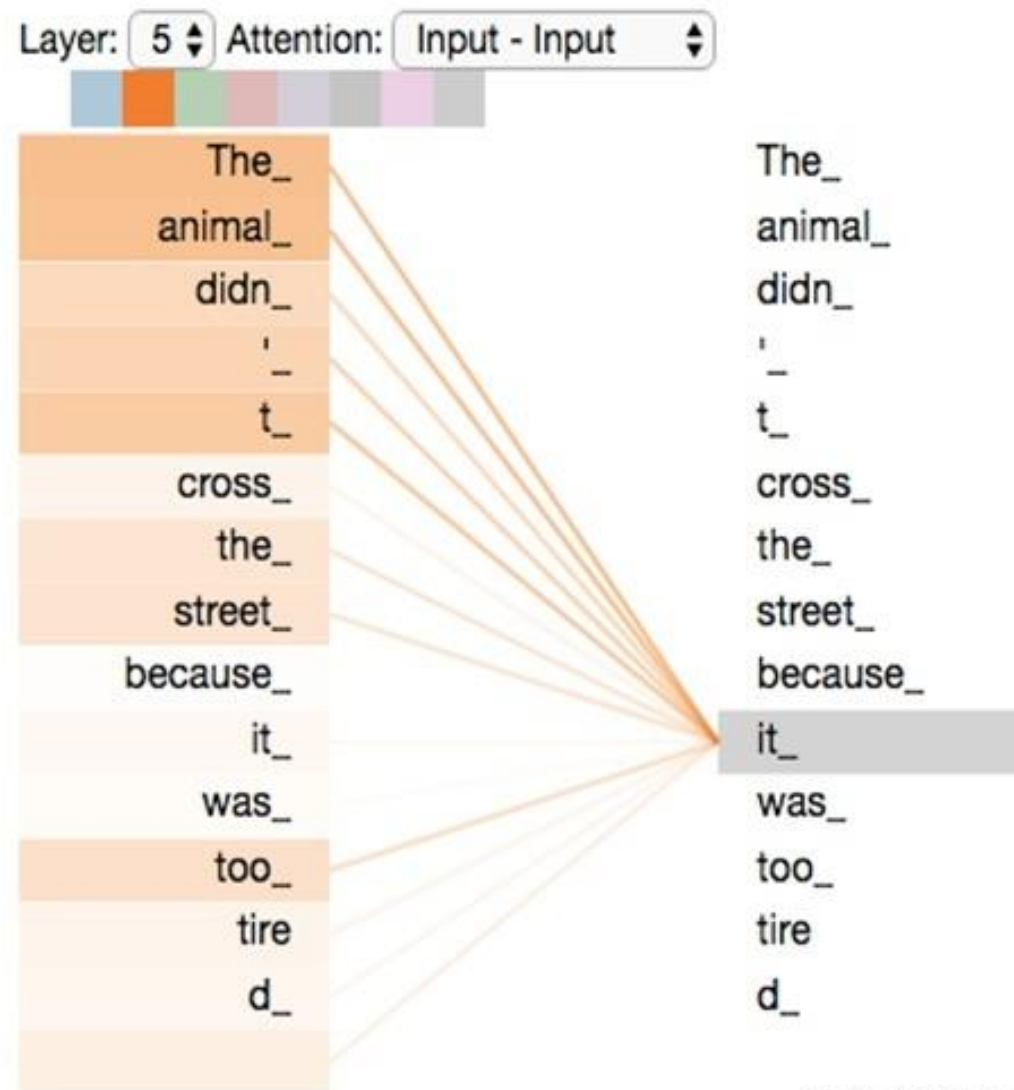 Layer: 5 Attention: Input - Input
The_ The_
animal_ animal_
didn_ didn_
'_ '_
t_ t_
cross_ cross_
the_ the_
street_ street_
because_ because_
it_ it_
was_ was_
too_ too_
tire tire
d_ d_